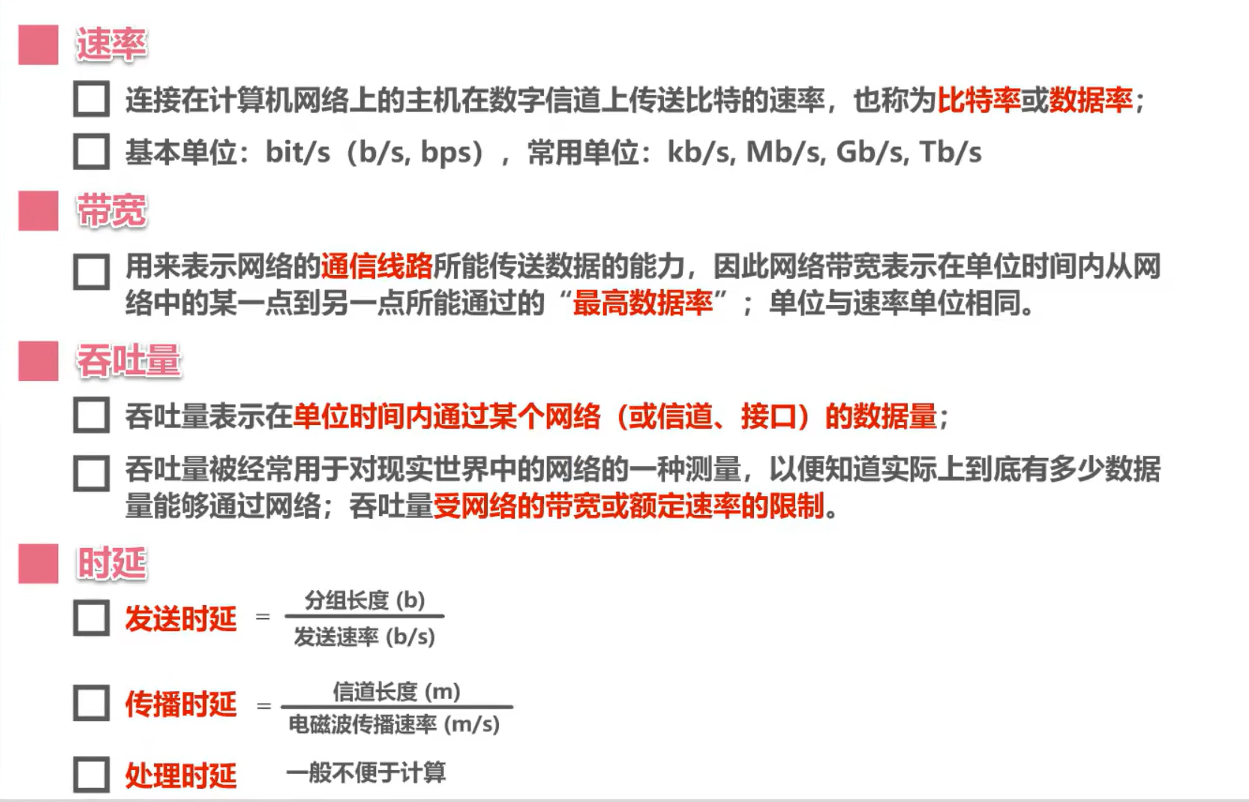 速率
连接在计算机网络上的主机在数字信道上传送比特的速率，也称为比特率或数据率；
基本单位：bit/s（b/s, bps），常用单位：kb/s, Mb/s, Gb/s, Tb/s
带宽
用来表示网络的通信线路所能传送数据的能力，因此网络带宽表示在单位时间内从网
络中的某一点到另一点所能通过的“最高数据率”；单位与速率单位相同。
吞吐量
吞吐量表示在单位时间内通过某个网络（或信道、接口）的数据量；
吞吐量被经常用于对现实世界中的网络的一种测量，以便知道实际上到底有多少数据
量能够通过网络；吞吐量受网络的带宽或额定速率的限制。
时延
发送时延 = 分组长度 (b)
发送速率 (b/s)
传播时延 = 信道长度 (m)
电磁波传播速率 (m/s)
处理时延 一般不便于计算